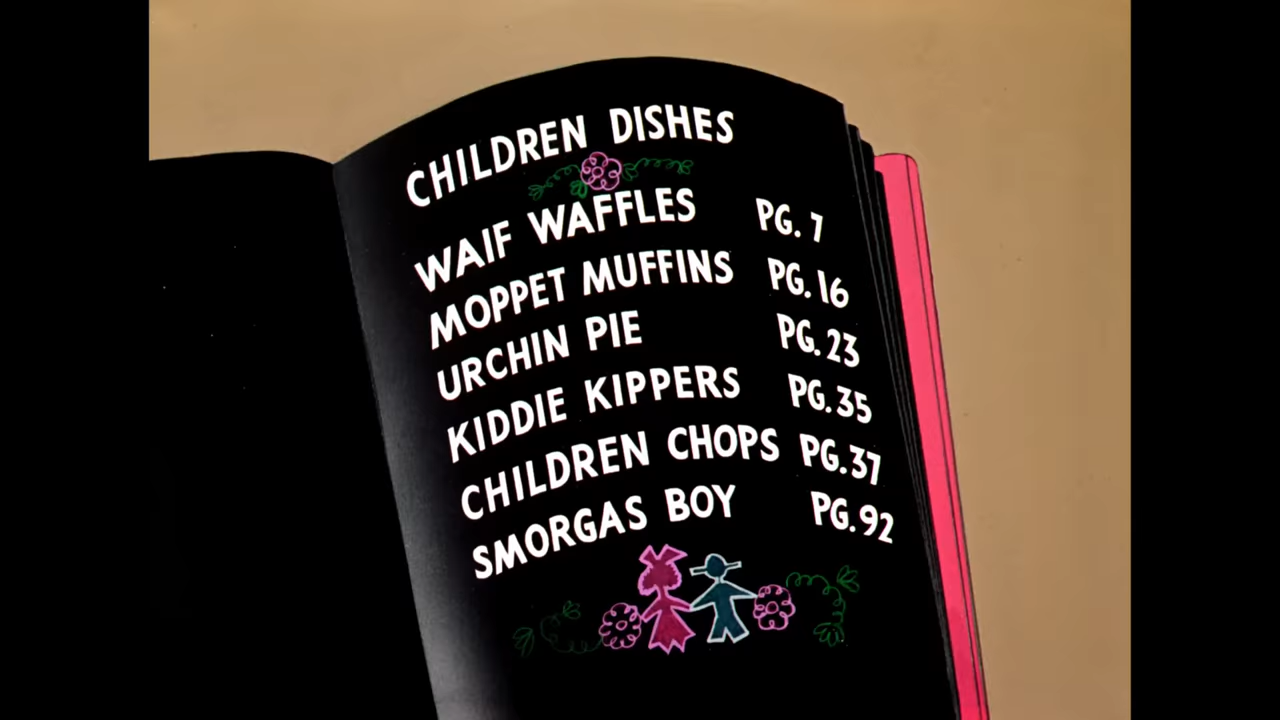 CHILDREN DISHES
WAIF WAFFLES PG. 7
MOPPET MUFFINS PG. 16
URCHIN PIE PG. 23
KIDDIE KIPPERS PG. 35
CHILDREN CHOPS PG. 37
SMORGAS BOY PG. 92